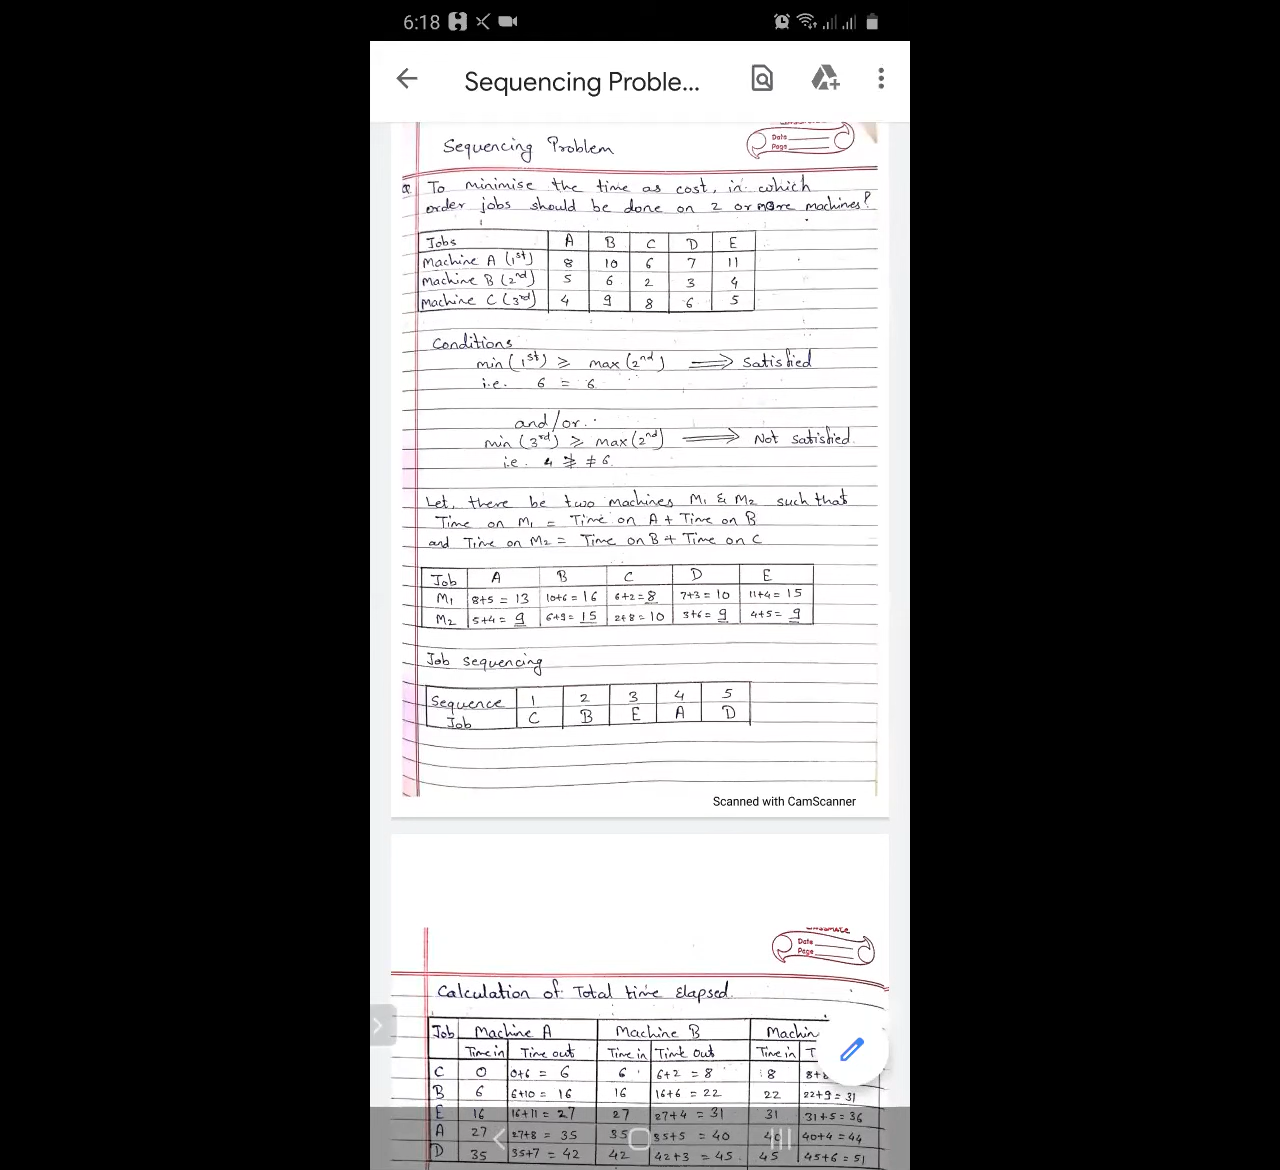 6:18
Sequencing Proble...
Date
Page
Sequencing Problem
Q To minimise the time as cost, in which
order jobs should be done on 2 or more machines?
Jobs A B C D E
Machine A (1st) 8 10 6 7 11
Machine B (2nd) 5 6 2 3 4
Machine C (3rd) 4 9 8 6 5
Conditions
min (1st) ⩾ max (2nd) ⟹ Satisfied
i.e. 6 = 6
and/or
min (3rd) ⩾ max (2nd) ⟹ Not satisfied.
i.e. 4 ≱ ≠ 6
Let, there be two machines M1 & M2 such that
Time on M1 = Time on A + Time on B
and Time on M2 = Time on B + Time on C
Job A B C D E
M1 8+5 = 13 10+6 = 16 6+2 = 8 7+3 = 10 11+4 = 15
M2 5+4 = 9 6+9 = 15 2+8 = 10 3+6 = 9 4+5 = 9
Job sequencing
Sequence 1 2 3 4 5
Job C B E A D
Scanned with CamScanner
classmate
Date
Page
Calculation of Total time Elapsed.
Job Machine A Machine B Machin
Time in Time out Time in Time out Time in T
C 0 0+6 = 6 6 6+2 = 8 8 8+8
B 6 6+10 = 16 16 16+6 = 22 22 22+9 = 31
E 16 16+11 = 27 27 27+4 = 31 31 31+5 = 36
A 27 27+8 = 35 35 35+5 = 40 40 40+4 = 44
D 35 35+7 = 42 42 42+3 = 45 45 45+6 = 51